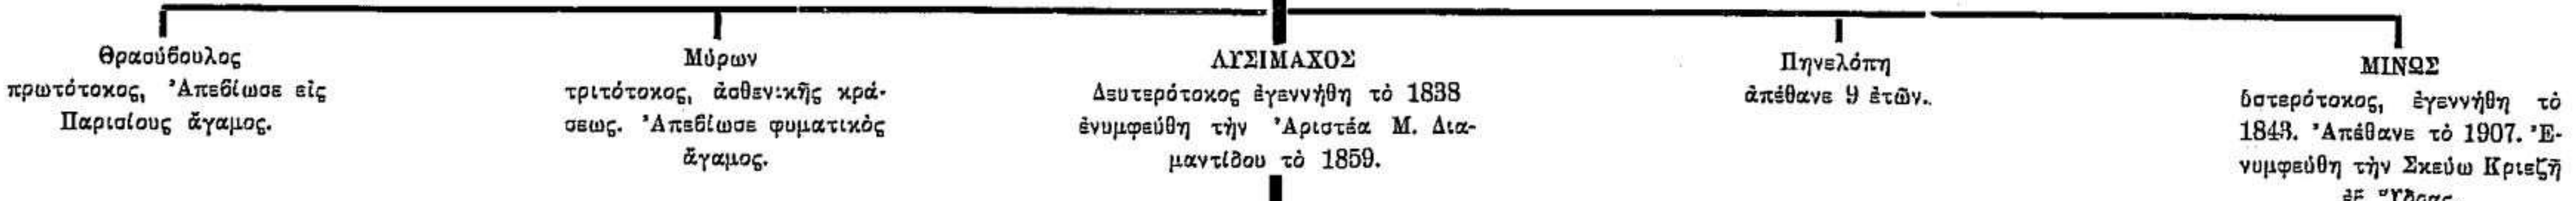 Θρασύβουλος
πρωτότοκος, Ἀπεβίωσε εἰς
Παρισίους ἄγαμος.
Μύρων
τριτότοκος, ἀσθενικῆς κρά-
σεως. Ἀπεβίωσε φυματικὸς
ἄγαμος.
ΛΥΣΙΜΑΧΟΣ
Δευτερότοκος ἐγεννήθη τὸ 1838
ἐνυμφεύθη τὴν Ἀριστέα Μ. Δια-
μαντίδου τὸ 1859.
Πηνελόπη
ἀπέθανε 9 ἐτῶν.
ΜΙΝΩΣ
ὑστερότοκος, ἐγεννήθη τὸ
1843. Ἀπέθανε τὸ 1907. Ἐ-
νυμφεύθη τὴν Σκεύω Κριεζῆ
ἐξ Ὕδρας.